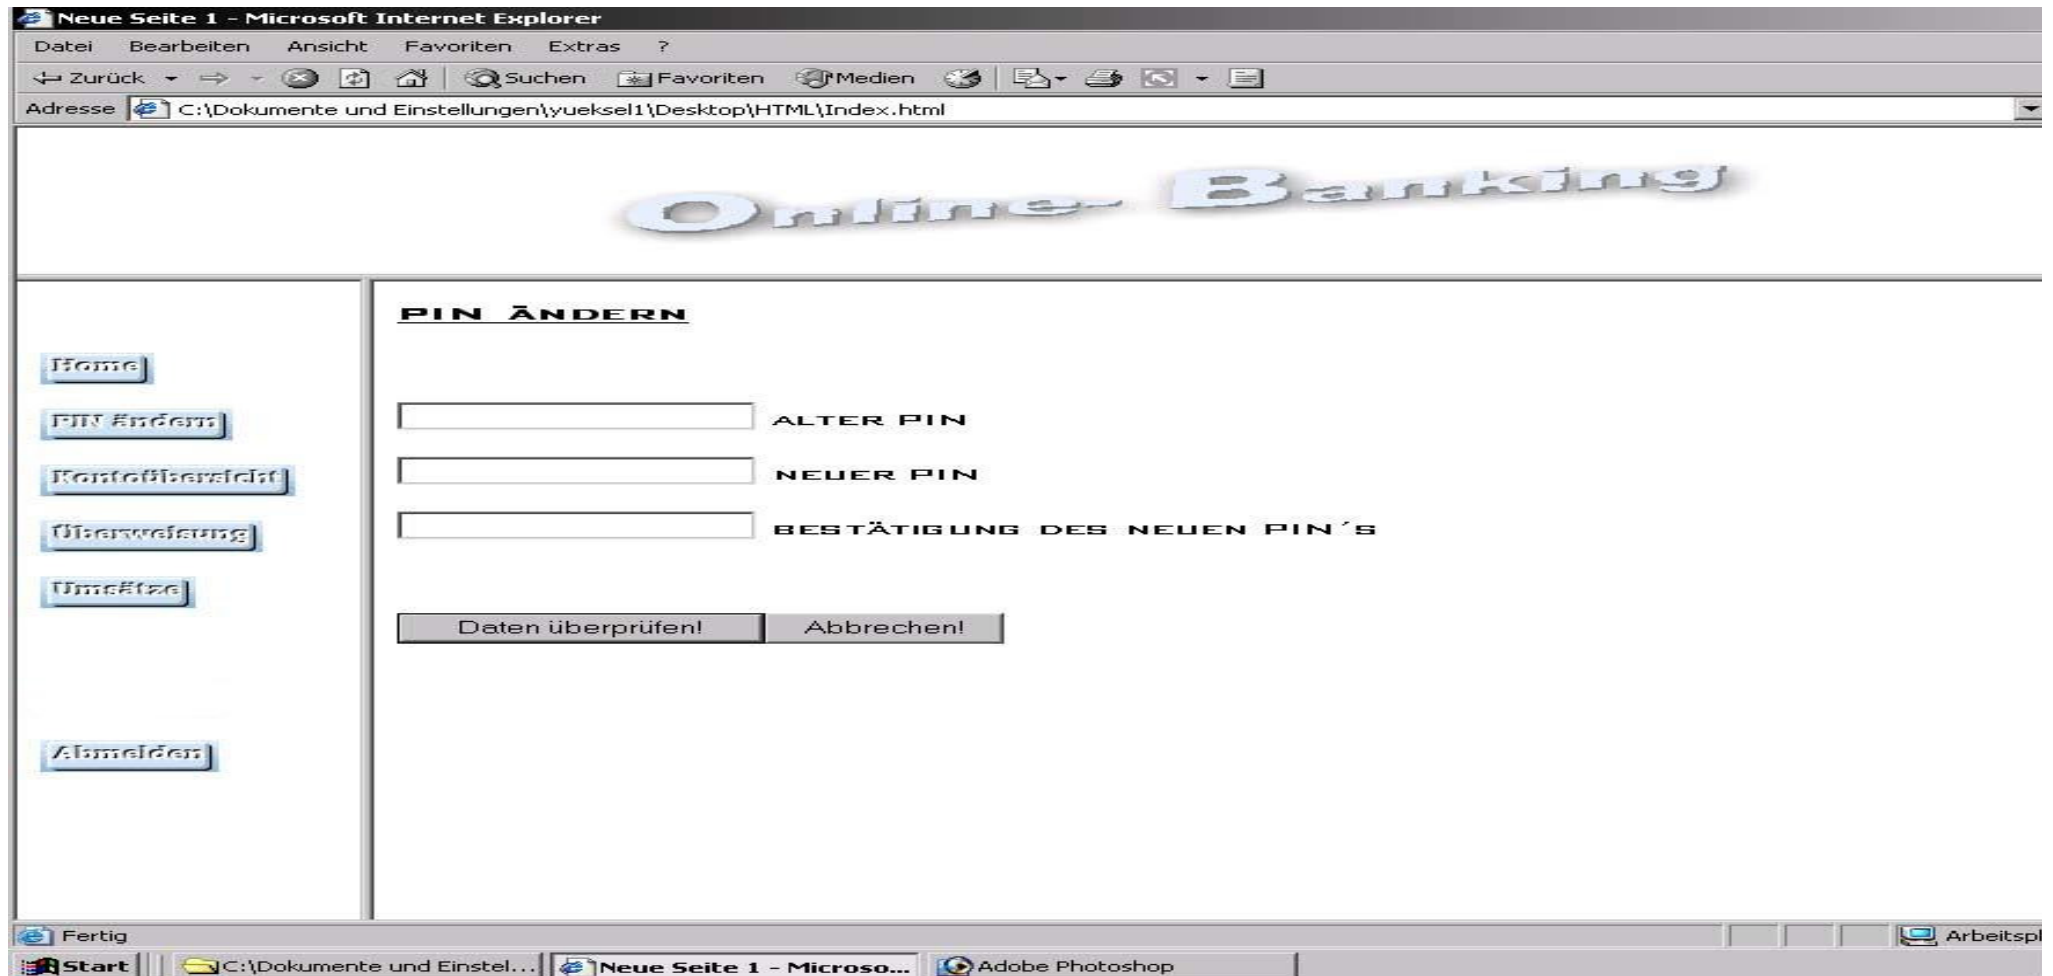 Neue Seite 1 - Microsoft Internet Explorer
Datei Bearbeiten Ansicht Favoriten Extras ?
Zurück Suchen Favoriten Medien
Adresse C:\Dokumente und Einstellungen\yueksel1\Desktop\HTML\Index.html
Online- Banking
PIN ÄNDERN
Home
PIN ändern
ALTER PIN
Kontoübersicht
NEUER PIN
Überweisung
BESTÄTIGUNG DES NEUEN PIN´S
Umsätze
Daten überprüfen! Abbrechen!
Abmelden
Fertig Arbeitspl
Start C:\Dokumente und Einstel... Neue Seite 1 - Microso... Adobe Photoshop